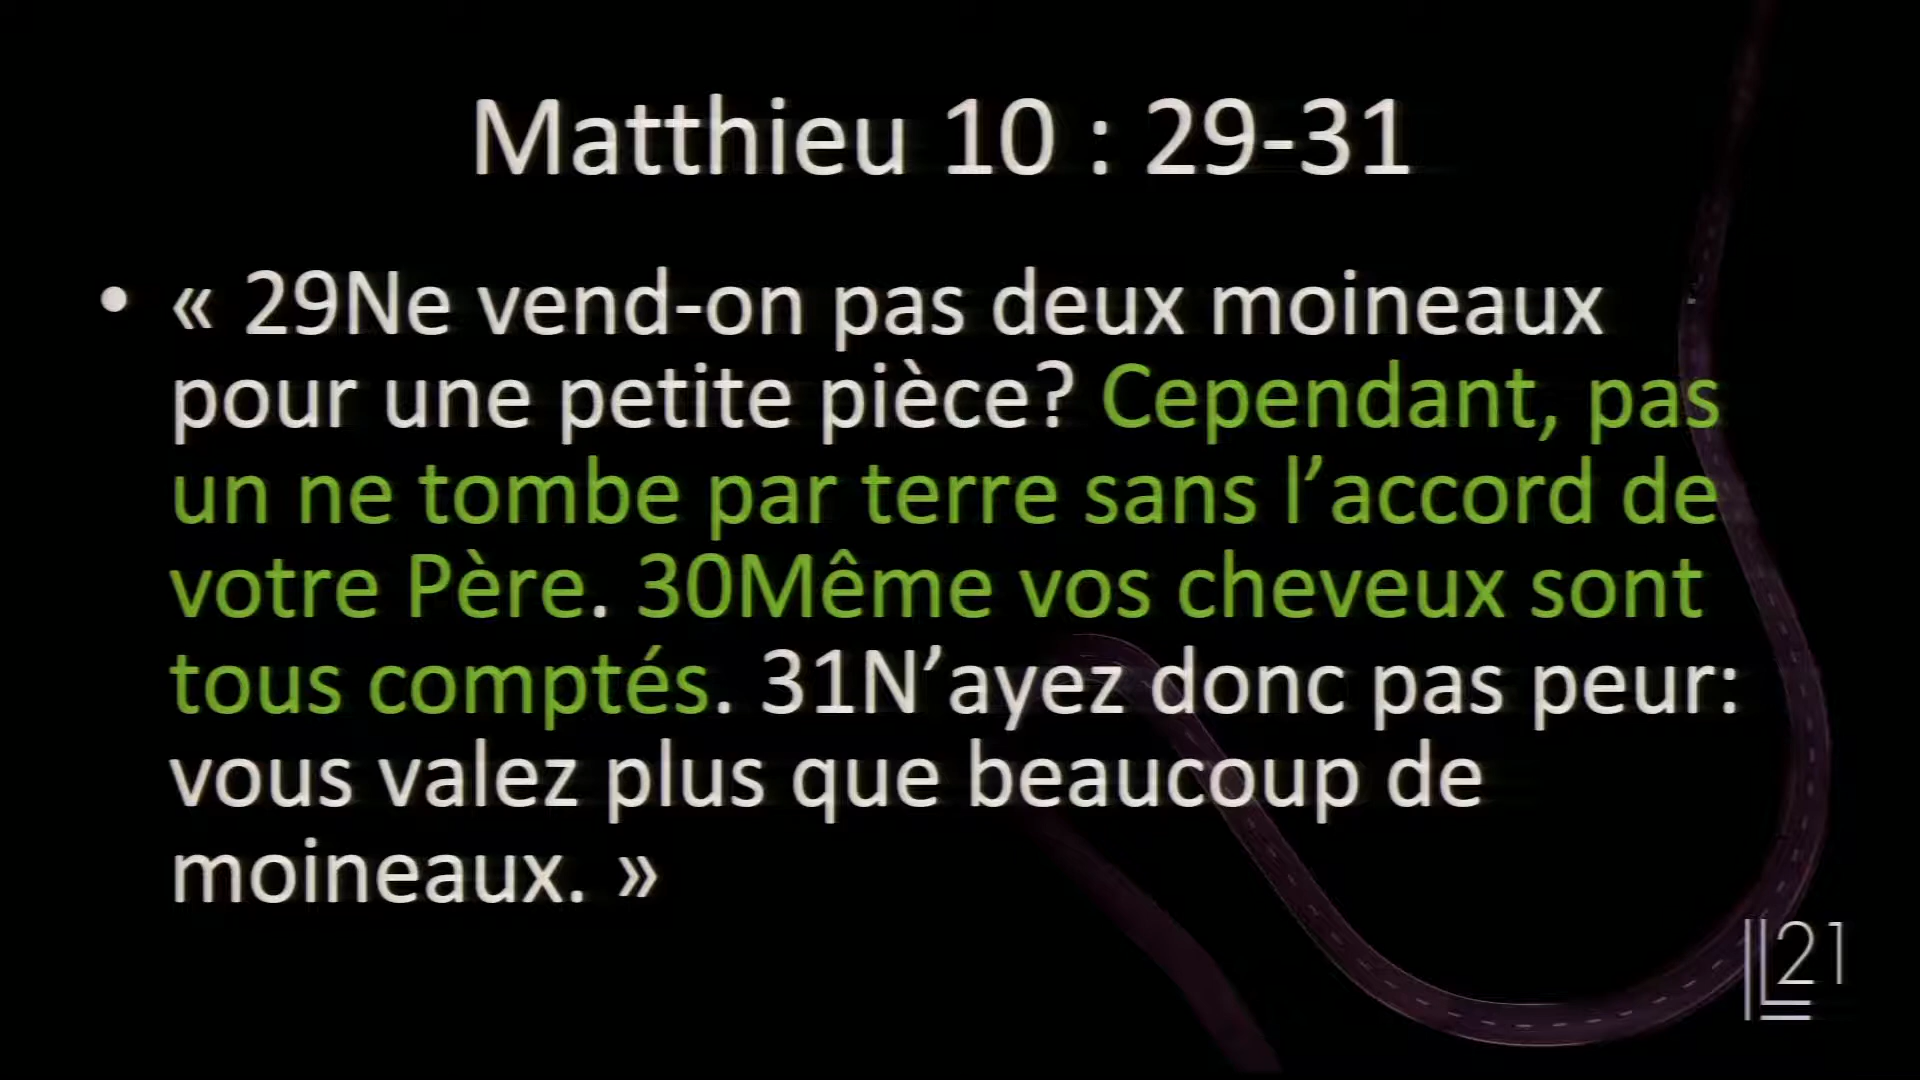 Matthieu 10 : 29-31
• « 29Ne vend-on pas deux moineaux
pour une petite pièce? Cependant, pas
un ne tombe par terre sans l’accord de
votre Père. 30Même vos cheveux sont
tous comptés. 31N’ayez donc pas peur:
vous valez plus que beaucoup de
moineaux. »
L21